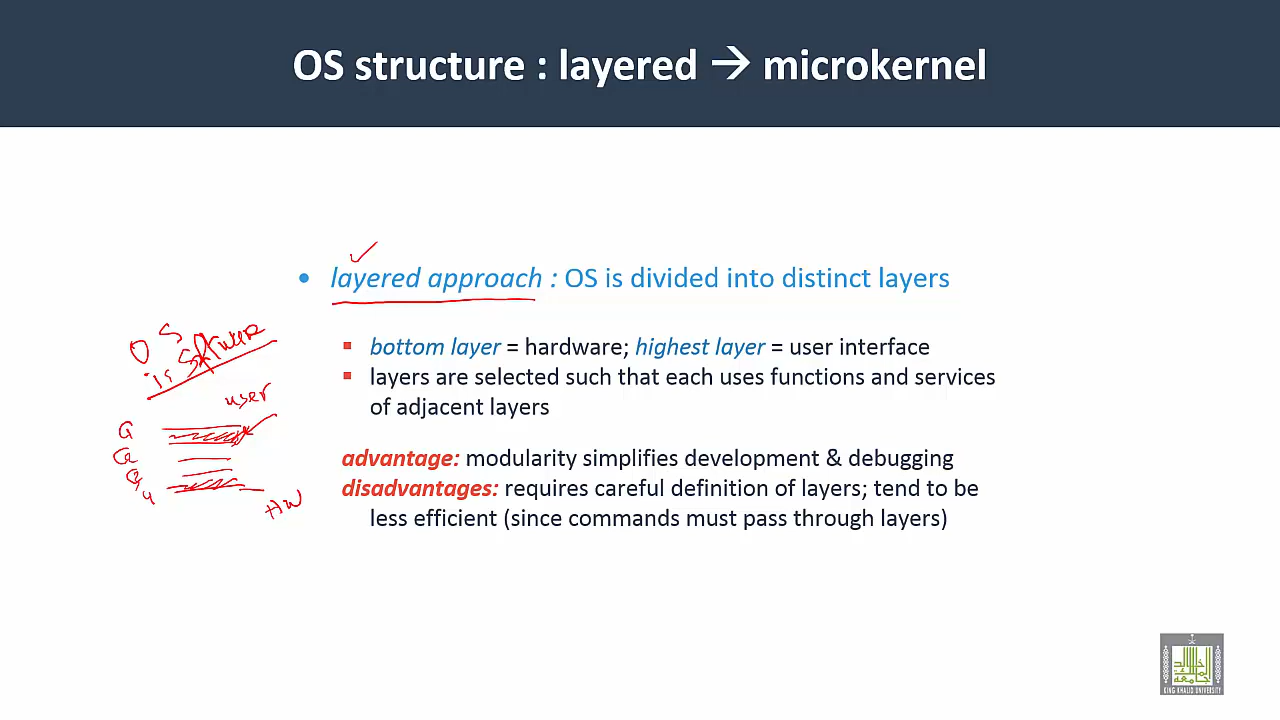 OS structure : layered → microkernel
• layered approach : OS is divided into distinct layers
OS
is software
▪ bottom layer = hardware; highest layer = user interface
▪ layers are selected such that each uses functions and services
of adjacent layers
user
HW
advantage: modularity simplifies development & debugging
disadvantages: requires careful definition of layers; tend to be
less efficient (since commands must pass through layers)
KING KHALID UNIVERSITY